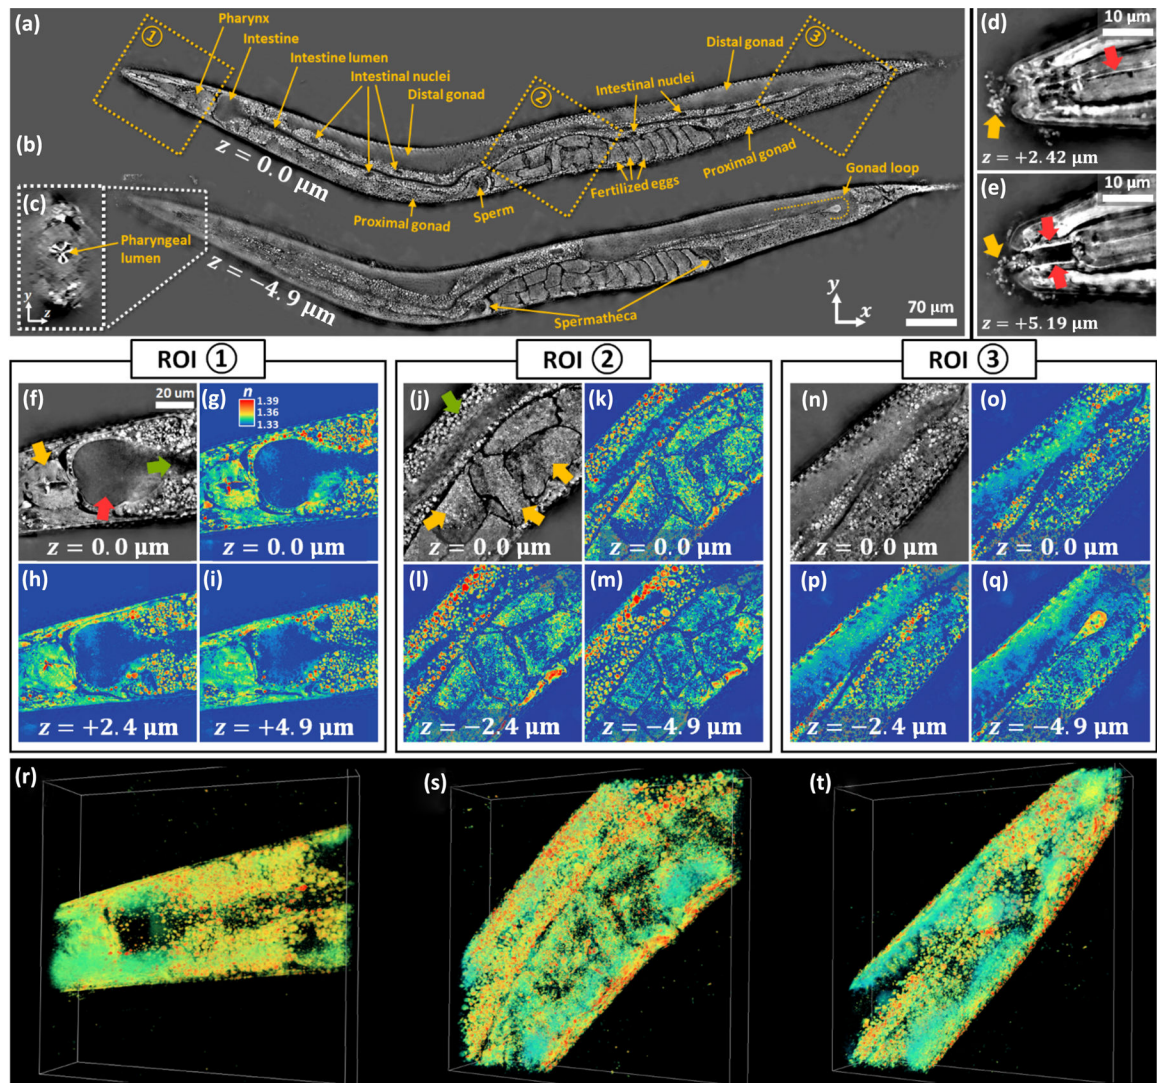 (a)
Pharynx
Intestine
Intestine lumen
Intestinal nuclei
Distal gonad
①
②
③
Distal gonad
Intestinal nuclei
z = 0.0 μm
Proximal gonad
Sperm
Fertilized eggs
Proximal gonad
Gonad loop
(b)
(c)
Pharyngeal
lumen
y
z
z = −4.9 μm
Spermatheca
y
x
70 μm
(d)
10 μm
z = +2.42 μm
(e)
10 μm
z = +5.19 μm
ROI ①
ROI ②
ROI ③
(f)
20 um
z = 0.0 μm
(g)
n
1.39
1.36
1.33
z = 0.0 μm
(h)
z = +2.4 μm
(i)
z = +4.9 μm
(j)
z = 0.0 μm
(k)
z = 0.0 μm
(l)
z = −2.4 μm
(m)
z = −4.9 μm
(n)
z = 0.0 μm
(o)
z = 0.0 μm
(p)
z = −2.4 μm
(q)
z = −4.9 μm
(r)
(s)
(t)